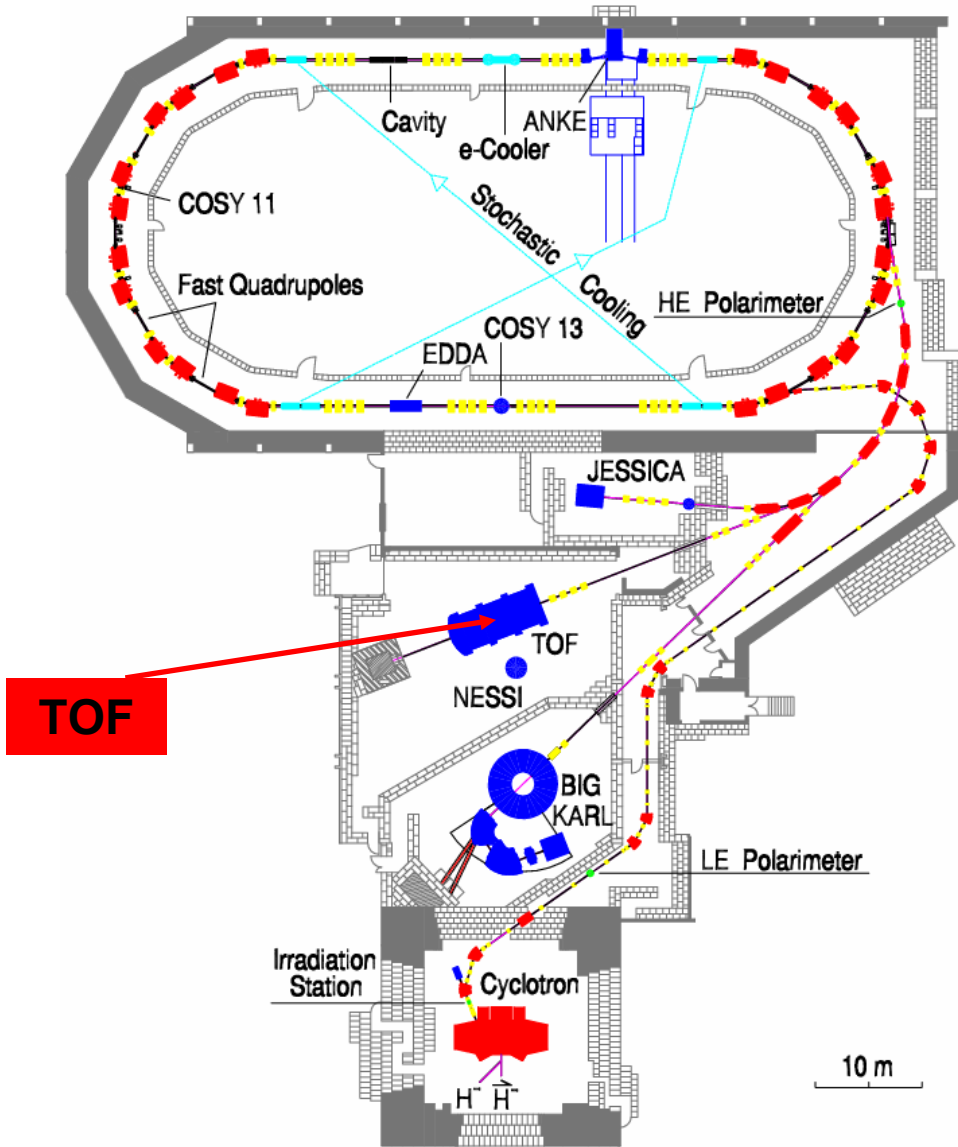 Cavity
e-Cooler
ANKE
COSY 11
Stochastic
Cooling
Fast Quadrupoles
HE Polarimeter
COSY 13
EDDA
JESSICA
TOF
NESSI
TOF
BIG
KARL
LE Polarimeter
Irradiation
Station
Cyclotron
H⁻
H⃗⁻
10 m